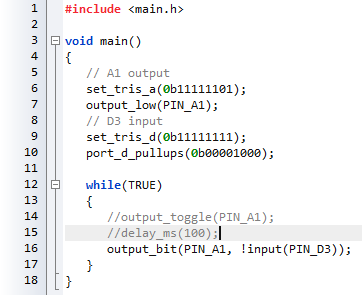 1 #include <main.h>
2
3 void main()
4 {
5 // A1 output
6 set_tris_a(0b11111101);
7 output_low(PIN_A1);
8 // D3 input
9 set_tris_d(0b11111111);
10 port_d_pullups(0b00001000);
11
12 while(TRUE)
13 {
14 //output_toggle(PIN_A1);
15 //delay_ms(100);
16 output_bit(PIN_A1, !input(PIN_D3));
17 }
18 }